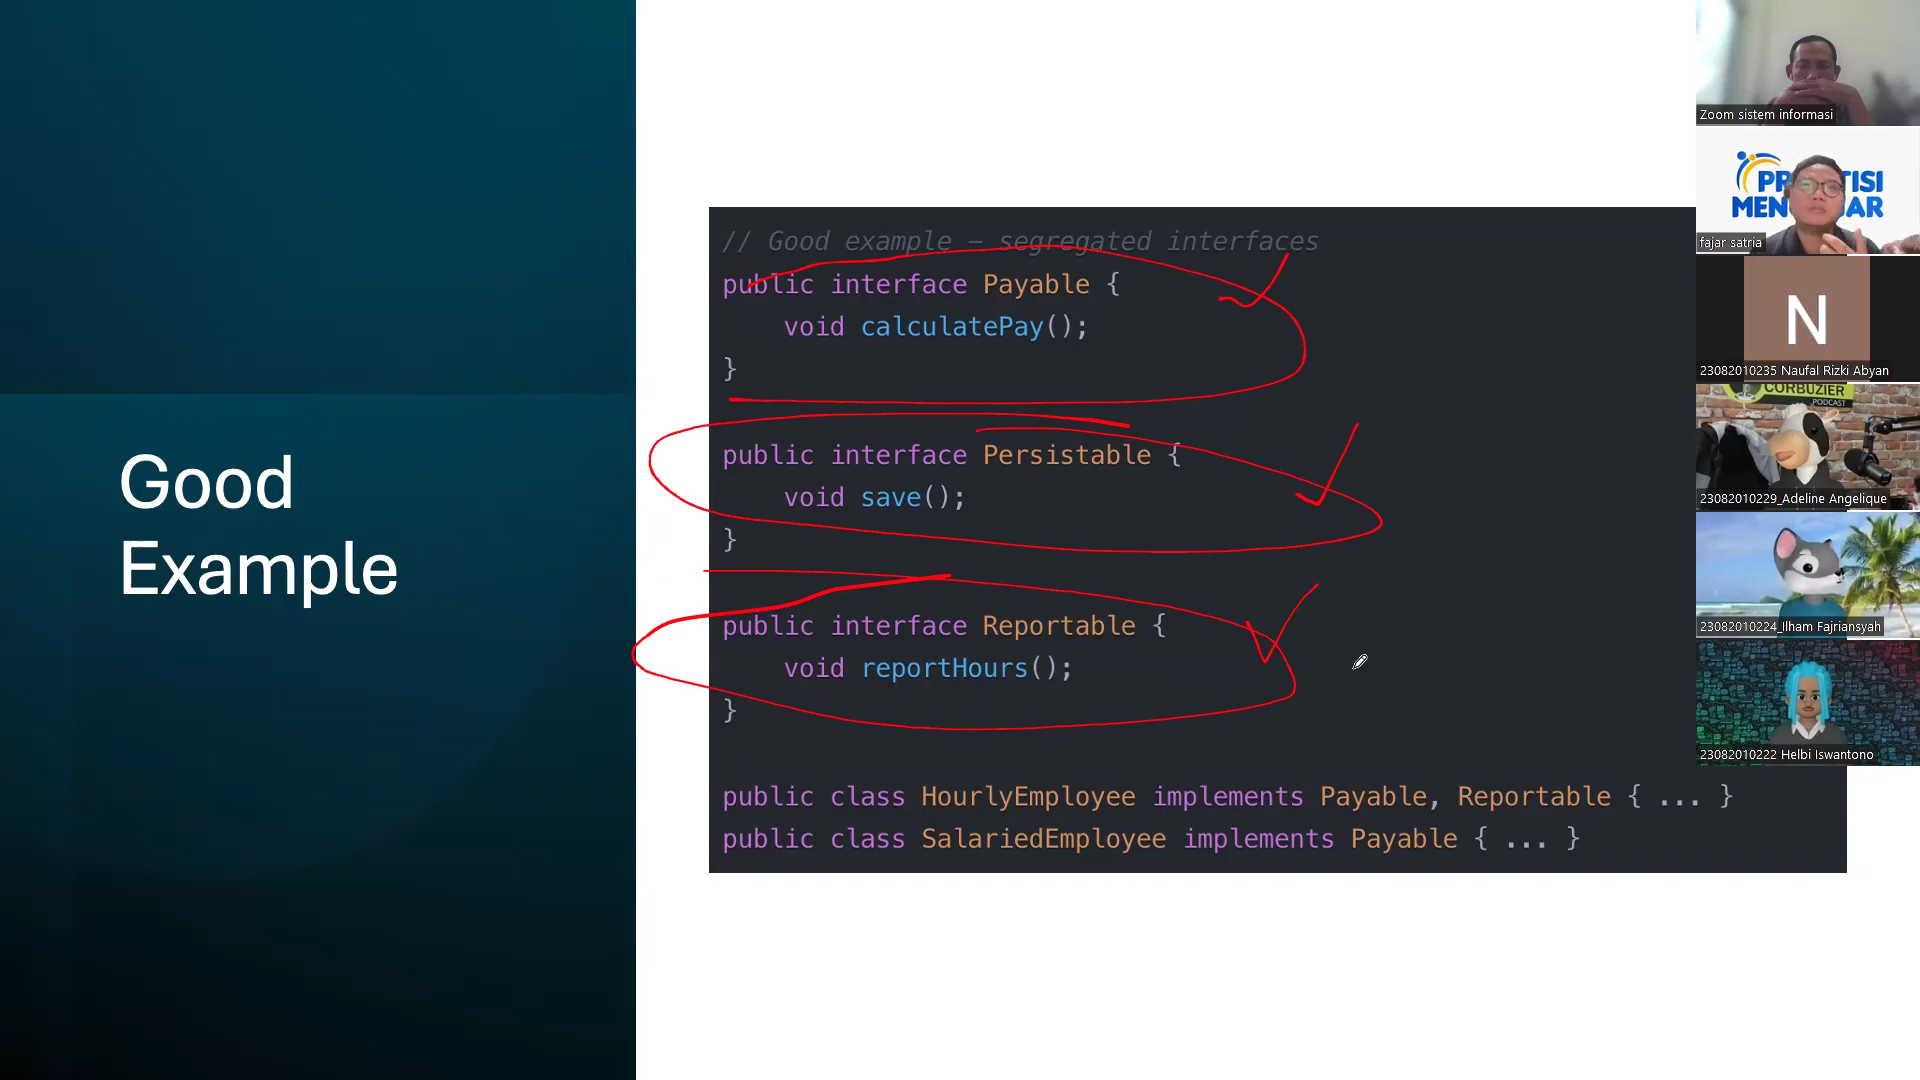 Good
Example
// Good example – segregated interfaces
public interface Payable {
void calculatePay();
}
public interface Persistable {
void save();
}
public interface Reportable {
void reportHours();
}
public class HourlyEmployee implements Payable, Reportable { ... }
public class SalariedEmployee implements Payable { ... }
Zoom sistem informasi
fajar satria
N
23082010235 Naufal Rizki Abyan
CORBUZIER
PODCAST
23082010229_Adeline Angelique
23082010224_Ilham Fajriansyah
23082010222 Helbi Iswantono